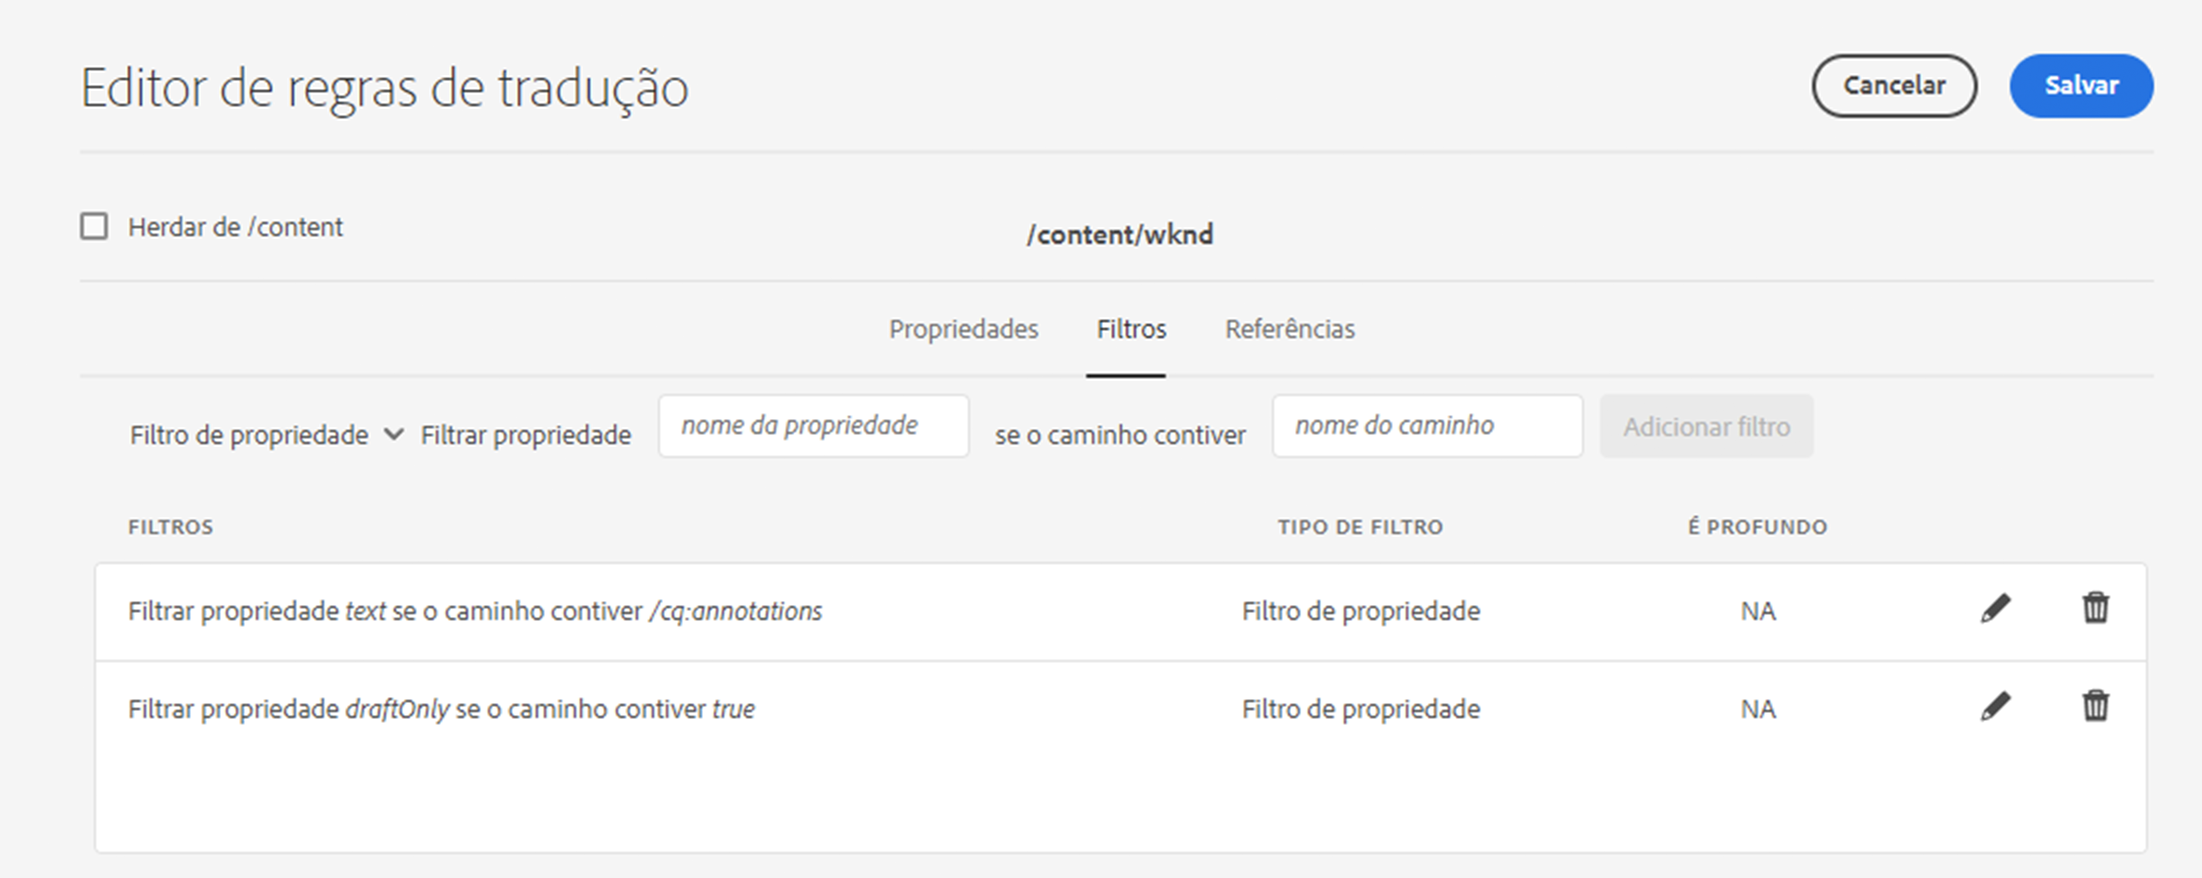 Editor de regras de tradução
Cancelar
Salvar
Herdar de /content
/content/wknd
Propriedades
Filtros
Referências
Filtro de propriedade
Filtrar propriedade
nome da propriedade
se o caminho contiver
nome do caminho
Adicionar filtro
FILTROS
TIPO DE FILTRO
É PROFUNDO
Filtrar propriedade text se o caminho contiver /cq:annotations
Filtro de propriedade
NA
Filtrar propriedade draftOnly se o caminho contiver true
Filtro de propriedade
NA